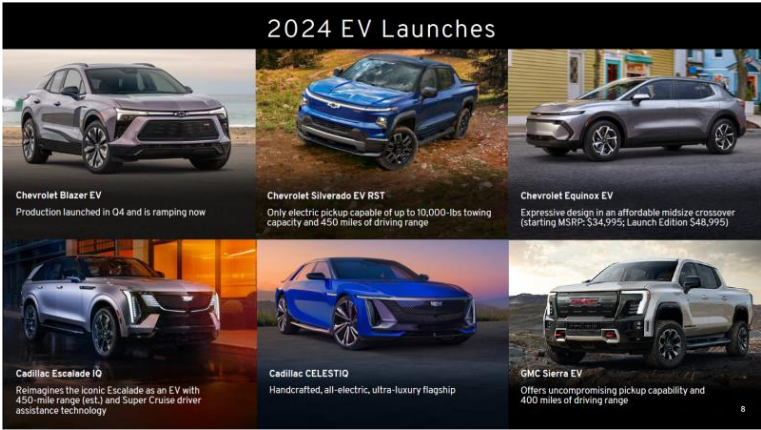 2024 EV Launches
Chevrolet Blazer EV
Production launched in Q4 and is ramping now
Chevrolet Silverado EV RST
Only electric pickup capable of up to 10,000-lbs towing
capacity and 450 miles of driving range
Chevrolet Equinox EV
Expressive design in an affordable midsize crossover
(starting MSRP: $34,995; Launch Edition $48,995)
Cadillac Escalade IQ
Reimagines the iconic Escalade as an EV with
450-mile range (est.) and Super Cruise driver
assistance technology
Cadillac CELESTIQ
Handcrafted, all-electric, ultra-luxury flagship
GMC
GMC Sierra EV
Offers uncompromising pickup capability and
400 miles of driving range
8